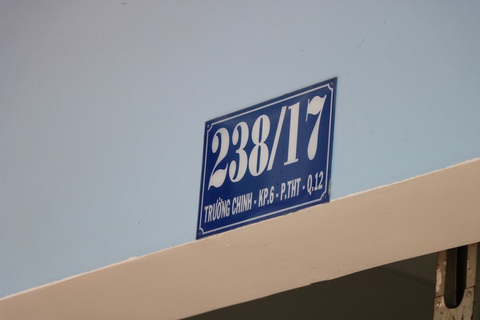 238/17
TRƯỜNG CHINH - KP.6 - P.THT - Q.12